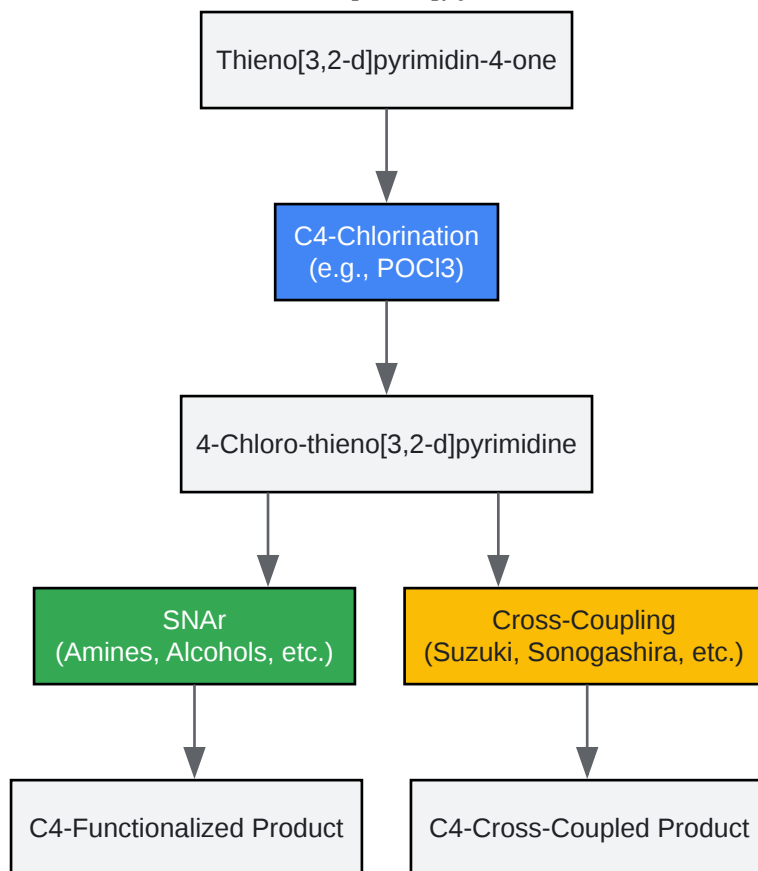 Thieno[3,2-d]pyrimidin-4-one
C4-Chlorination
(e.g., POCl3)
4-Chloro-thieno[3,2-d]pyrimidine
SNAr
(Amines, Alcohols, etc.)
Cross-Coupling
(Suzuki, Sonogashira, etc.)
C4-Functionalized Product
C4-Cross-Coupled Product